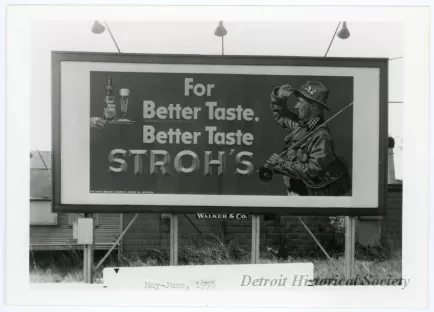 For
Better Taste,
Better Taste
STROH'S
WALKER & CO.
May-June, 1950
Detroit Historical Society